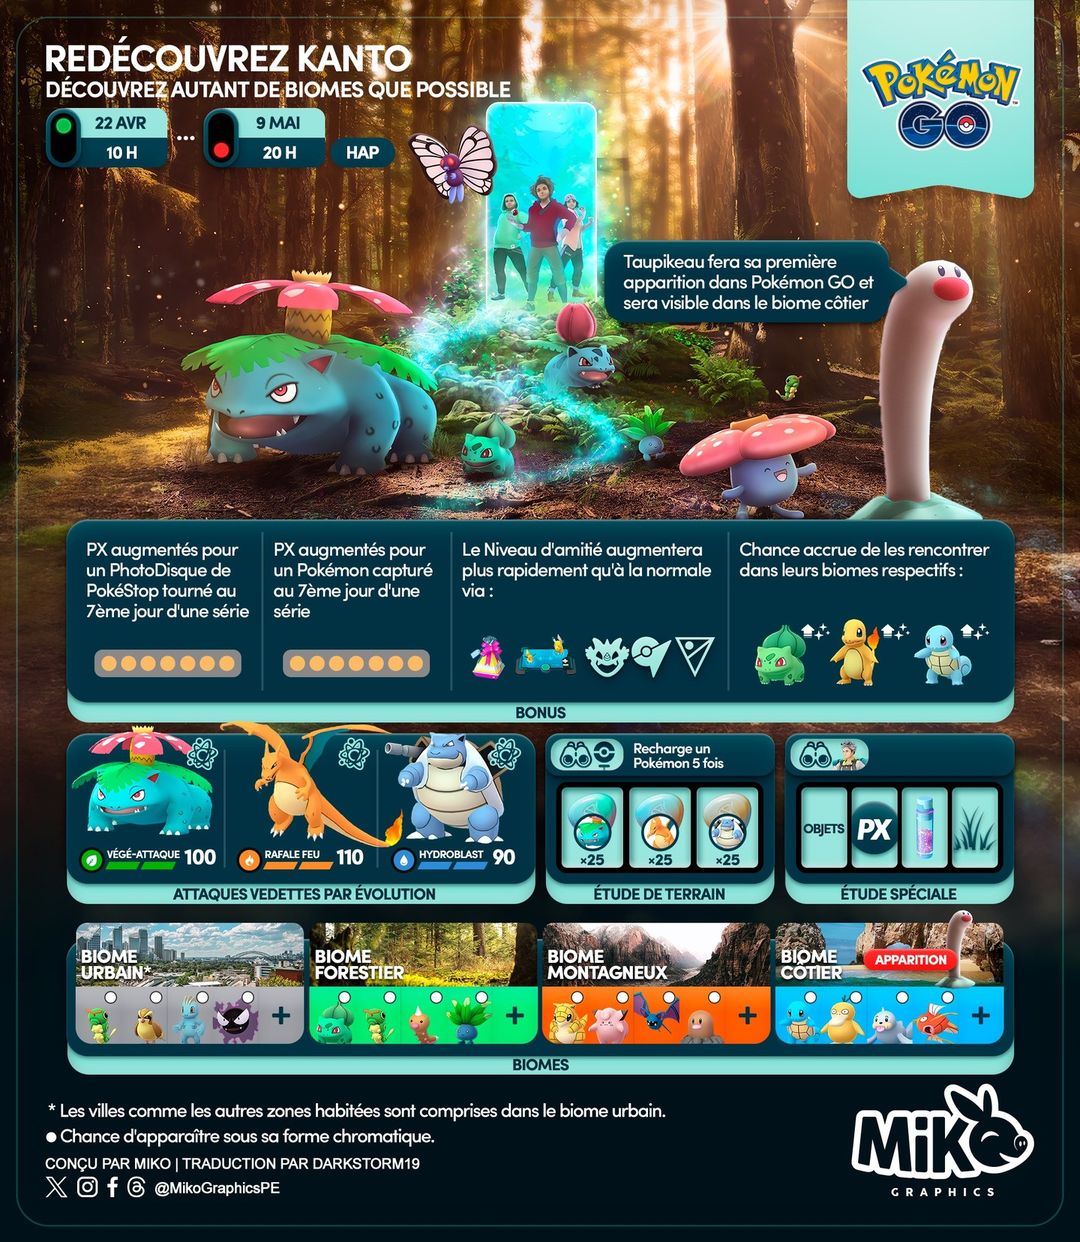 REDÉCOUVREZ KANTO
DÉCOUVREZ AUTANT DE BIOMES QUE POSSIBLE
22 AVR
10 H
...
9 MAI
20 H
HAP
POKÉMON
GO
Taupikeau fera sa première
apparition dans Pokémon GO et
sera visible dans le biome côtier
PX augmentés pour
un PhotoDisque de
PokéStop tourné au
7ème jour d'une série
PX augmentés pour
un Pokémon capturé
au 7ème jour d'une
série
Le Niveau d'amitié augmentera
plus rapidement qu'à la normale
via :
Chance accrue de les rencontrer
dans leurs biomes respectifs :
BONUS
VÉGÉ-ATTAQUE 100
RAFALE FEU 110
HYDROBLAST 90
ATTAQUES VEDETTES PAR ÉVOLUTION
Recharge un
Pokémon 5 fois
×25
×25
×25
ÉTUDE DE TERRAIN
OBJETS
PX
ÉTUDE SPÉCIALE
BIOME
URBAIN*
+
BIOME
FORESTIER
+
BIOME
MONTAGNEUX
+
BIOME
CÔTIER
APPARITION
+
BIOMES
* Les villes comme les autres zones habitées sont comprises dans le biome urbain.
● Chance d'apparaître sous sa forme chromatique.
CONÇU PAR MIKO | TRADUCTION PAR DARKSTORM19
@MikoGraphicsPE
MiKO
GRAPHICS